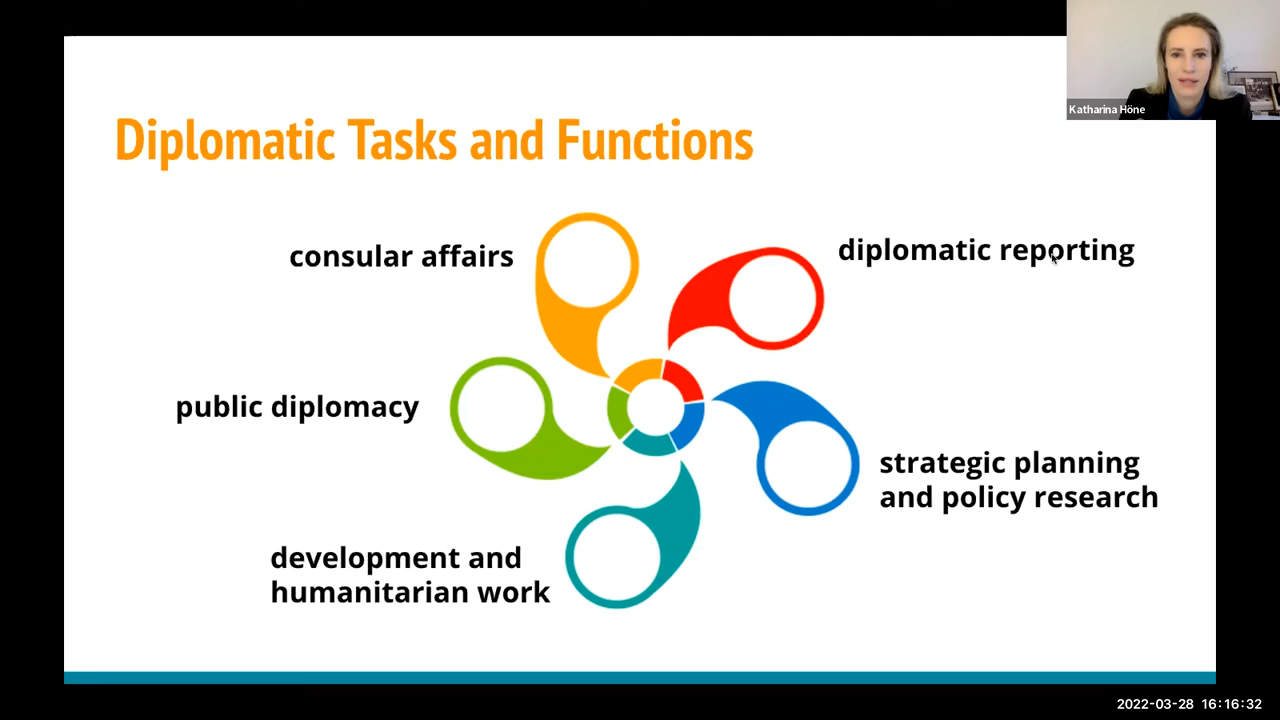 Katharina Höne
Diplomatic Tasks and Functions
consular affairs
diplomatic reporting
public diplomacy
strategic planning
and policy research
development and
humanitarian work
2022-03-28 16:16:32